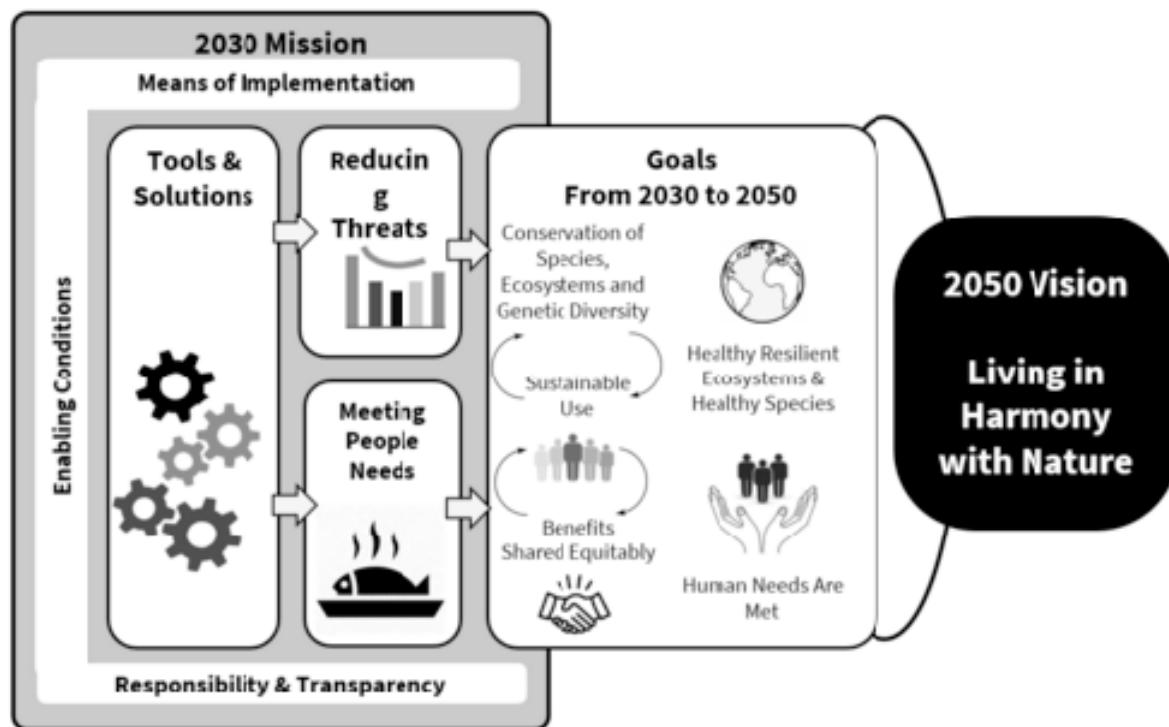 2030 Mission
Means of Implementation
Enabling Conditions
Tools &
Solutions
Reducin
g
Threats
Meeting
People
Needs
Goals
From 2030 to 2050
Conservation of
Species,
Ecosystems and
Genetic Diversity
Sustainable
Use
Benefits
Shared Equitably
Healthy Resilient
Ecosystems &
Healthy Species
Human Needs Are
Met
2050 Vision
Living in
Harmony
with Nature
Responsibility & Transparency